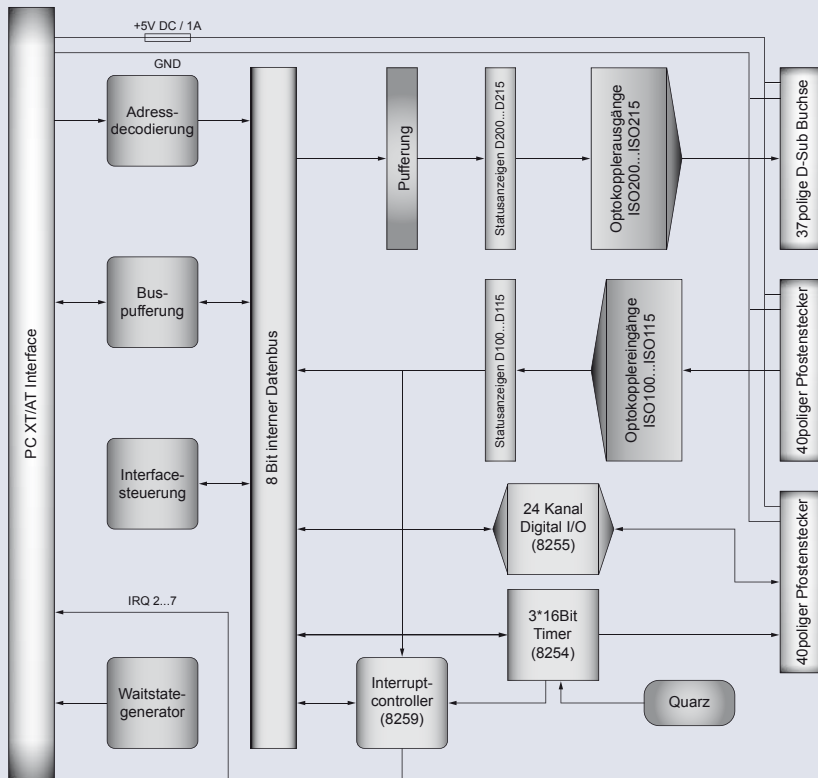 +5V DC / 1A
GND
PC XT/AT Interface
Adress-
decodierung
Bus-
pufferung
Interface-
steuerung
IRQ 2...7
Waitstate-
generator
8 Bit interner Datenbus
Pufferung
Statusanzeigen D200...D215
Optokopplerausgänge
ISO200...ISO215
37polige D-Sub Buchse
Statusanzeigen D100...D115
Optokopplereingänge
ISO100...ISO115
40poliger Pfostenstecker
24 Kanal
Digital I/O
(8255)
3*16Bit
Timer
(8254)
40poliger Pfostenstecker
Interrupt-
controller
(8259)
Quarz